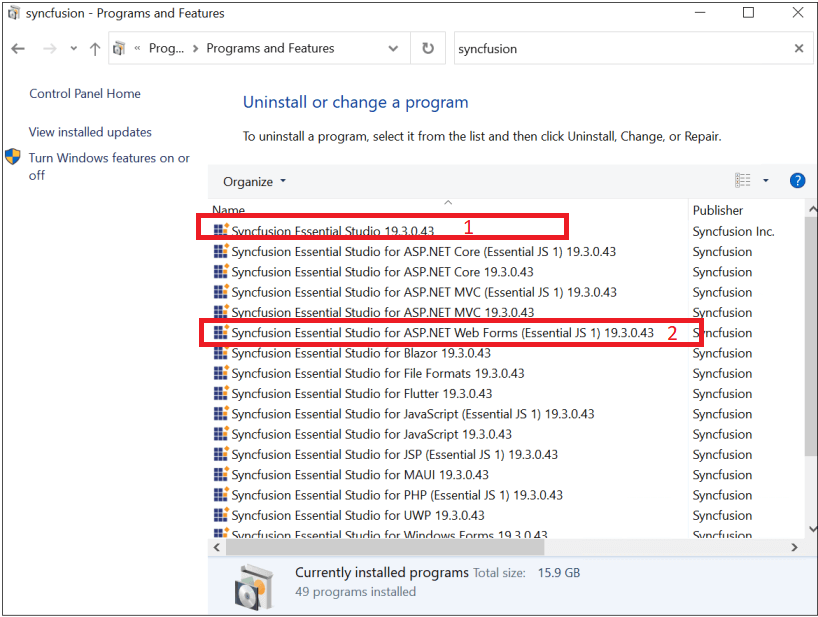 syncfusion - Programs and Features
« Prog... > Programs and Features
syncfusion
Control Panel Home
View installed updates
Turn Windows features on or
off
Uninstall or change a program
To uninstall a program, select it from the list and then click Uninstall, Change, or Repair.
Organize
Name Publisher
Syncfusion Essential Studio 19.3.0.43 1 Syncfusion Inc.
Syncfusion Essential Studio for ASP.NET Core (Essential JS 1) 19.3.0.43 Syncfusion
Syncfusion Essential Studio for ASP.NET Core 19.3.0.43 Syncfusion
Syncfusion Essential Studio for ASP.NET MVC (Essential JS 1) 19.3.0.43 Syncfusion
Syncfusion Essential Studio for ASP.NET MVC 19.3.0.43 Syncfusion
Syncfusion Essential Studio for ASP.NET Web Forms (Essential JS 1) 19.3.0.43 2 Syncfusion
Syncfusion Essential Studio for Blazor 19.3.0.43 Syncfusion
Syncfusion Essential Studio for File Formats 19.3.0.43 Syncfusion
Syncfusion Essential Studio for Flutter 19.3.0.43 Syncfusion
Syncfusion Essential Studio for JavaScript (Essential JS 1) 19.3.0.43 Syncfusion
Syncfusion Essential Studio for JavaScript 19.3.0.43 Syncfusion
Syncfusion Essential Studio for JSP (Essential JS 1) 19.3.0.43 Syncfusion
Syncfusion Essential Studio for MAUI 19.3.0.43 Syncfusion
Syncfusion Essential Studio for PHP (Essential JS 1) 19.3.0.43 Syncfusion
Syncfusion Essential Studio for UWP 19.3.0.43 Syncfusion
Syncfusion Essential Studio for Windows Forms 19.3.0.43 Syncfusion
Currently installed programs Total size: 15.9 GB
49 programs installed